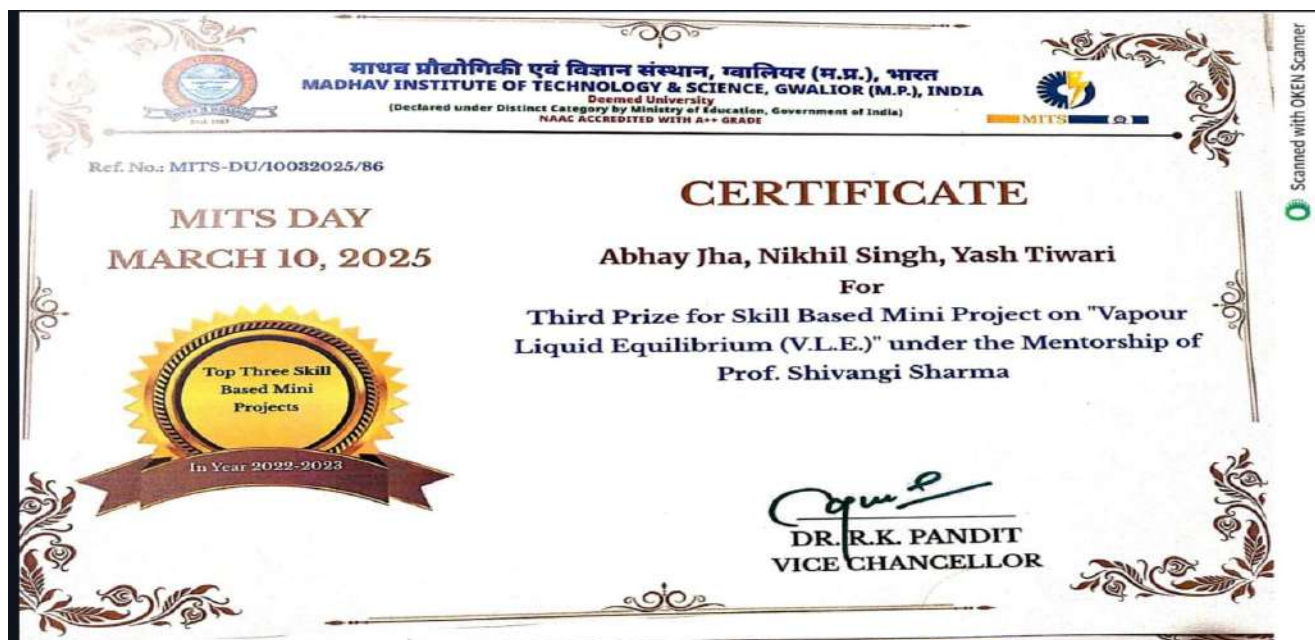 माधव प्रौद्योगिकी एवं विज्ञान संस्थान, ग्वालियर (म.प्र.), भारत
MADHAV INSTITUTE OF TECHNOLOGY & SCIENCE, GWALIOR (M.P.), INDIA
Deemed University
(Declared under Distinct Category by Ministry of Education, Government of India)
NAAC ACCREDITED WITH A++ GRADE
MITS
Ref. No.: MITS-DU/10032025/86
MITS DAY
MARCH 10, 2025
Top Three Skill
Based Mini
Projects
In Year 2022-2023
CERTIFICATE
Abhay Jha, Nikhil Singh, Yash Tiwari
For
Third Prize for Skill Based Mini Project on "Vapour
Liquid Equilibrium (V.L.E.)" under the Mentorship of
Prof. Shivangi Sharma
DR. R.K. PANDIT
VICE CHANCELLOR
Scanned with OKEN Scanner